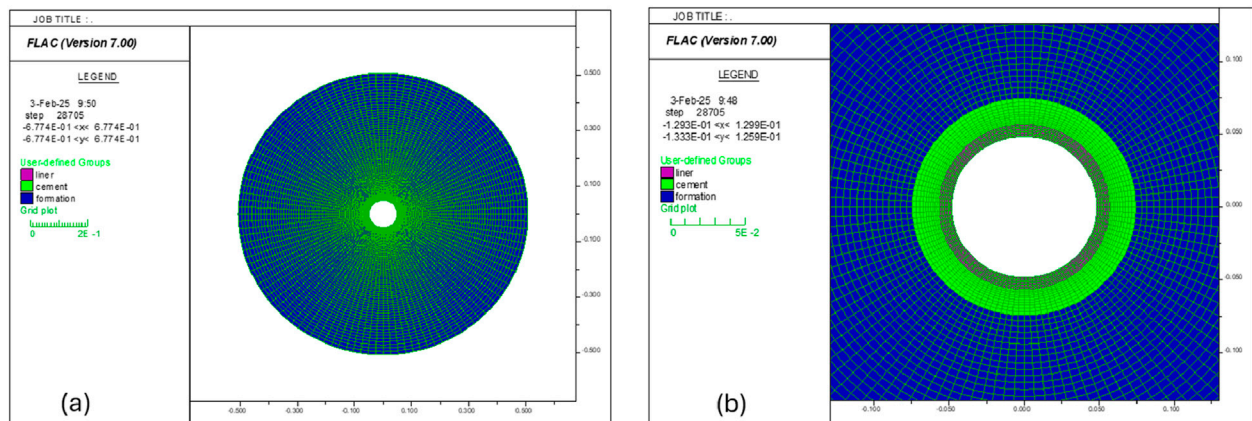 JOB TITLE : .
FLAC (Version 7.00)
LEGEND
3-Feb-25 9:50
step 28705
-6.774E-01 <x< 6.774E-01
-6.774E-01 <y< 6.774E-01
User-defined Groups
liner
cement
formation
Grid plot
0 2E -1
(a)
0.500
0.300
0.100
-0.100
-0.300
-0.500
-0.500 -0.300 -0.100 0.100 0.300 0.500
JOB TITLE : .
FLAC (Version 7.00)
LEGEND
3-Feb-25 9:48
step 28705
-1.293E-01 <x< 1.299E-01
-1.333E-01 <y< 1.259E-01
User-defined Groups
liner
cement
formation
Grid plot
0 5E -2
(b)
0.100
0.050
0.000
-0.050
-0.100
-0.100 -0.050 0.000 0.050 0.100